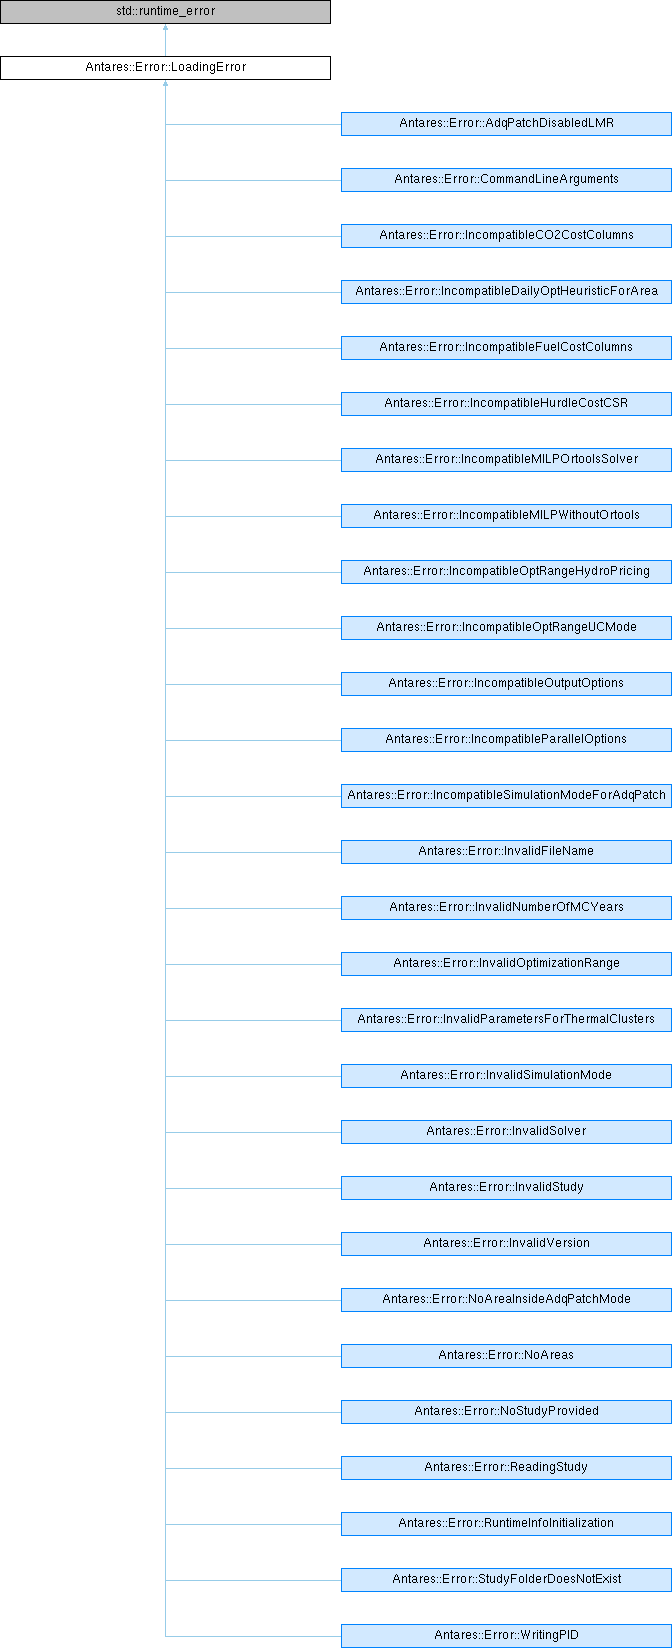 std::runtime_error
Antares::Error::LoadingError
Antares::Error::AdqPatchDisabledLMR
Antares::Error::CommandLineArguments
Antares::Error::IncompatibleCO2CostColumns
Antares::Error::IncompatibleDailyOptHeuristicForArea
Antares::Error::IncompatibleFuelCostColumns
Antares::Error::IncompatibleHurdleCostCSR
Antares::Error::IncompatibleMILPOrtoolsSolver
Antares::Error::IncompatibleMILPWithoutOrtools
Antares::Error::IncompatibleOptRangeHydroPricing
Antares::Error::IncompatibleOptRangeUCMode
Antares::Error::IncompatibleOutputOptions
Antares::Error::IncompatibleParallelOptions
Antares::Error::IncompatibleSimulationModeForAdqPatch
Antares::Error::InvalidFileName
Antares::Error::InvalidNumberOfMCYears
Antares::Error::InvalidOptimizationRange
Antares::Error::InvalidParametersForThermalClusters
Antares::Error::InvalidSimulationMode
Antares::Error::InvalidSolver
Antares::Error::InvalidStudy
Antares::Error::InvalidVersion
Antares::Error::NoAreaInsideAdqPatchMode
Antares::Error::NoAreas
Antares::Error::NoStudyProvided
Antares::Error::ReadingStudy
Antares::Error::RuntimeInfoInitialization
Antares::Error::StudyFolderDoesNotExist
Antares::Error::WritingPID